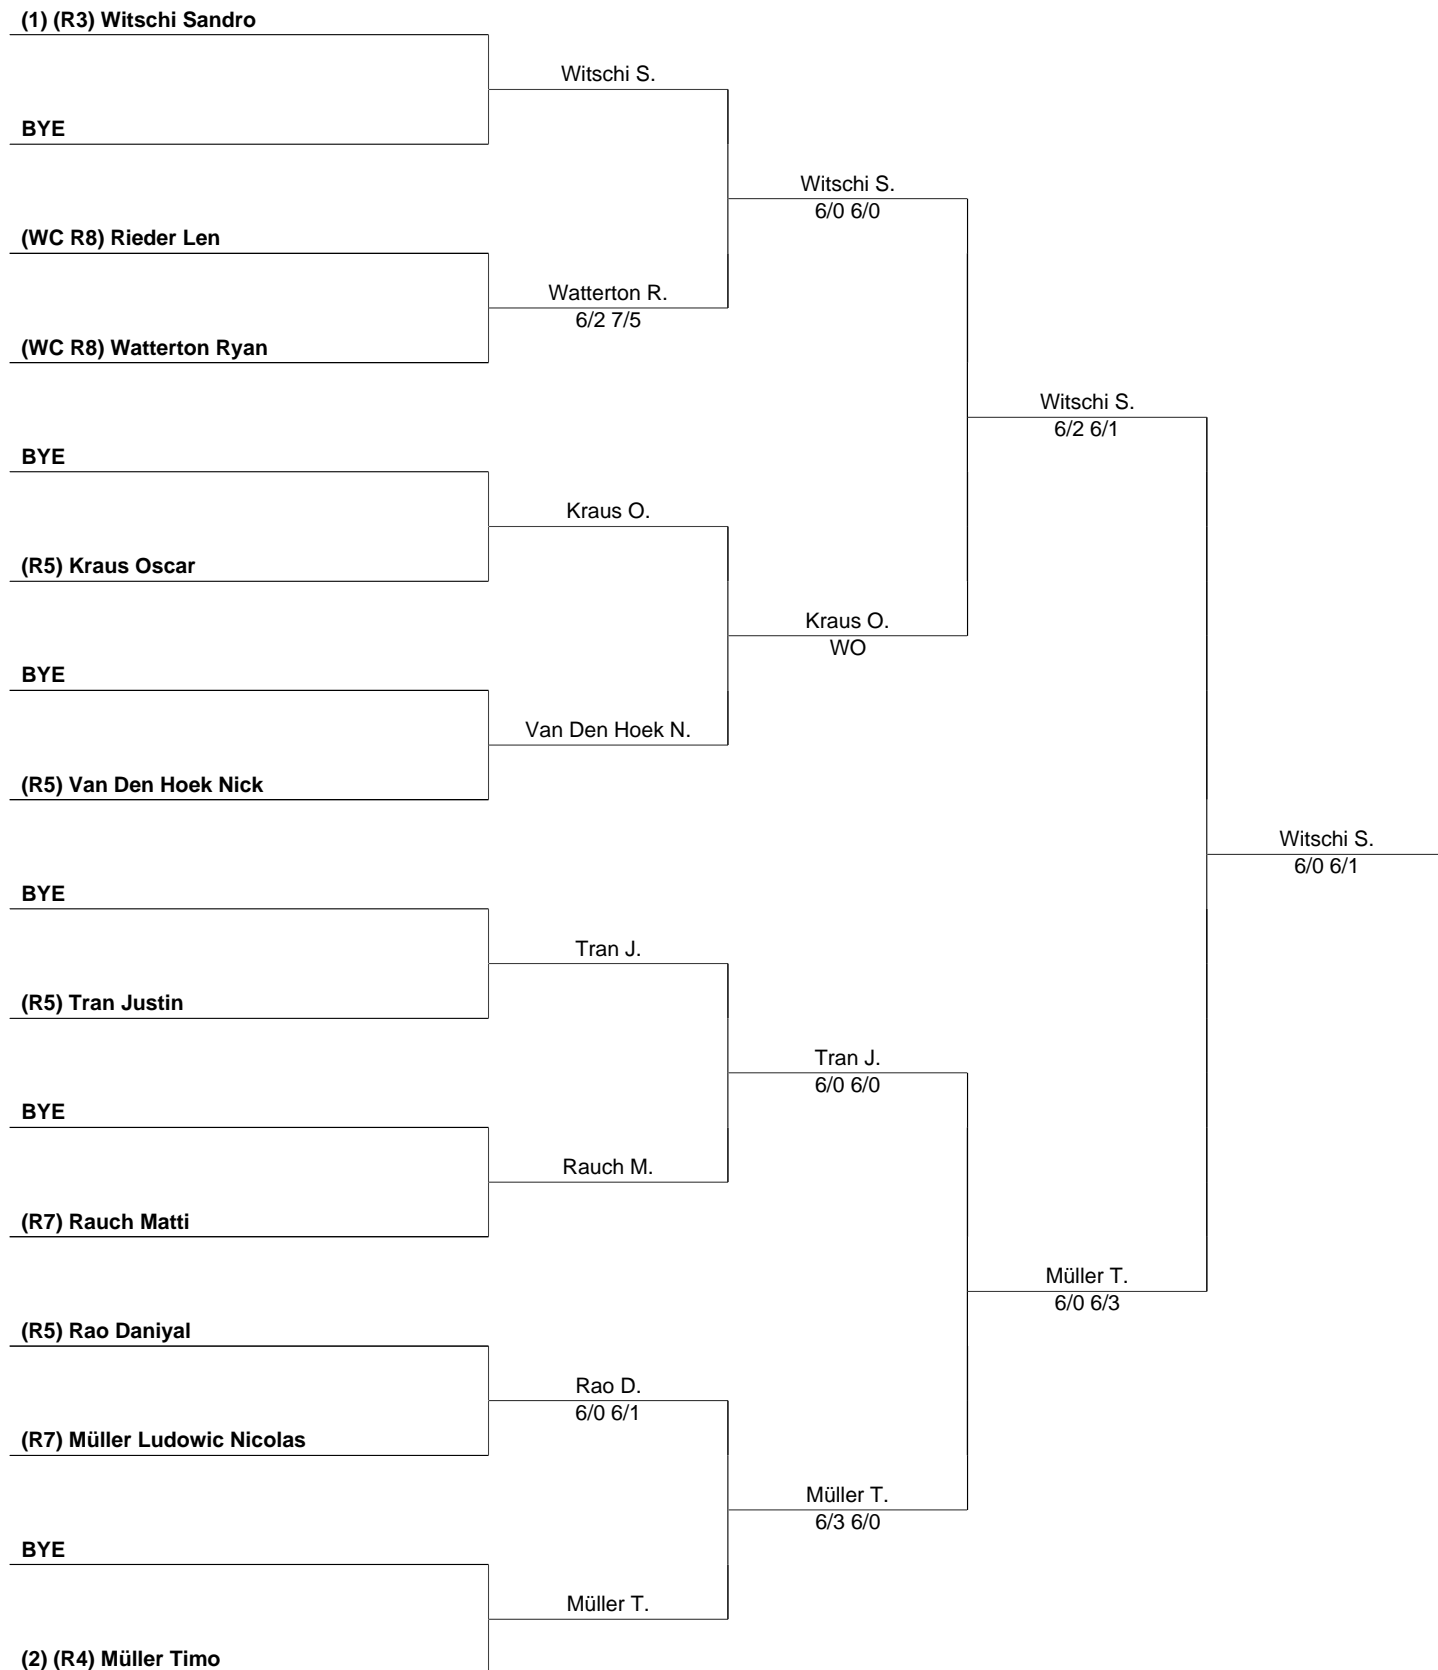 (1) (R3) Witschi Sandro
Witschi S.
BYE
Witschi S.
6/0 6/0
(WC R8) Rieder Len
Watterton R.
6/2 7/5
(WC R8) Watterton Ryan
Witschi S.
6/2 6/1
BYE
Kraus O.
(R5) Kraus Oscar
Kraus O.
WO
BYE
Van Den Hoek N.
(R5) Van Den Hoek Nick
Witschi S.
6/0 6/1
BYE
Tran J.
(R5) Tran Justin
Tran J.
6/0 6/0
BYE
Rauch M.
(R7) Rauch Matti
Müller T.
6/0 6/3
(R5) Rao Daniyal
Rao D.
6/0 6/1
(R7) Müller Ludowic Nicolas
Müller T.
6/3 6/0
BYE
Müller T.
(2) (R4) Müller Timo